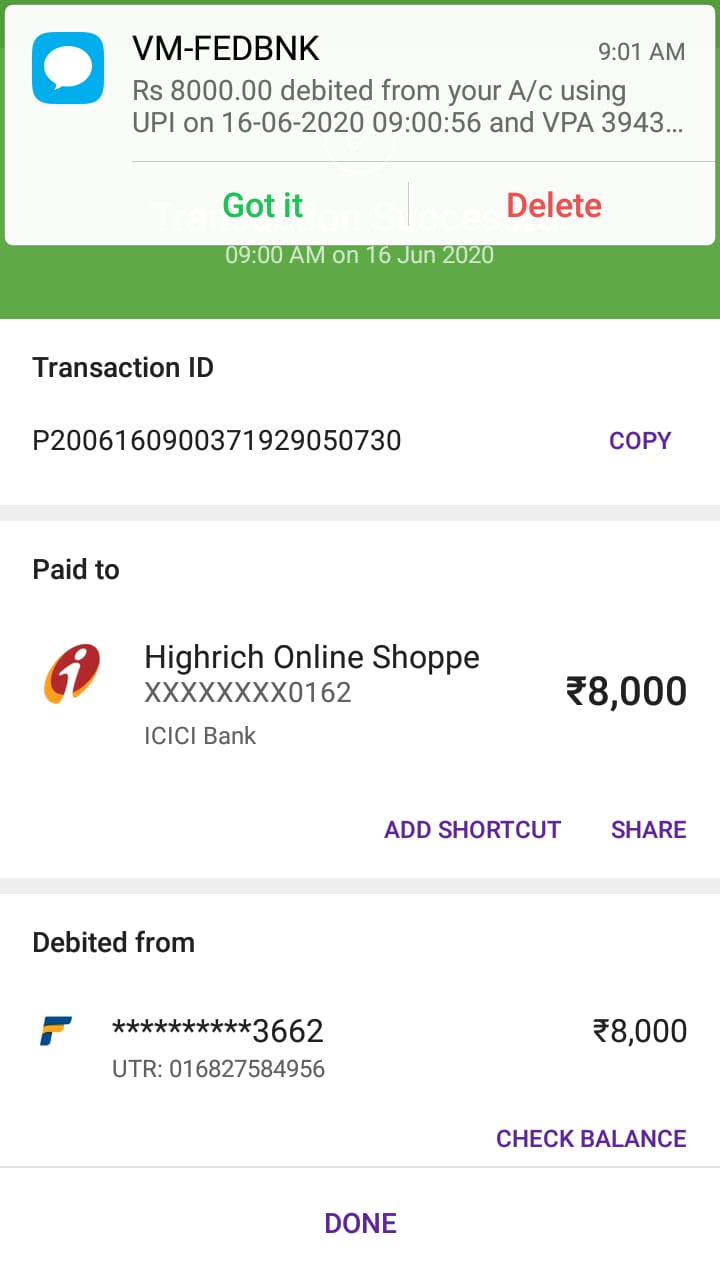 VM-FEDBNK
9:01 AM
Rs 8000.00 debited from your A/c using
UPI on 16-06-2020 09:00:56 and VPA 3943...
Got it
Delete
Transaction Successful
09:00 AM on 16 Jun 2020
Transaction ID
P2006160900371929050730
COPY
Paid to
Highrich Online Shoppe
XXXXXXXX0162
₹8,000
ICICI Bank
ADD SHORTCUT
SHARE
Debited from
**********3662
₹8,000
UTR: 016827584956
CHECK BALANCE
DONE